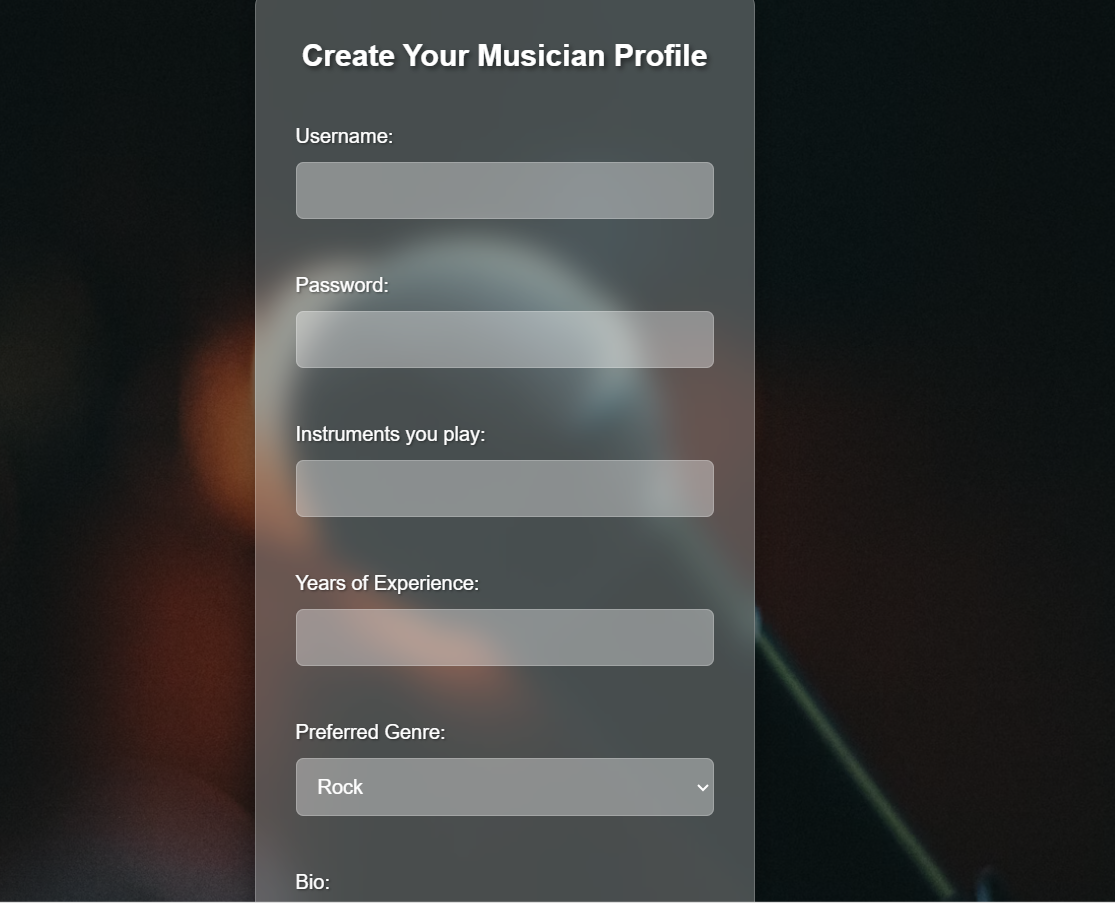 Create Your Musician Profile
Username:
Password:
Instruments you play:
Years of Experience:
Preferred Genre:
Rock
Bio: